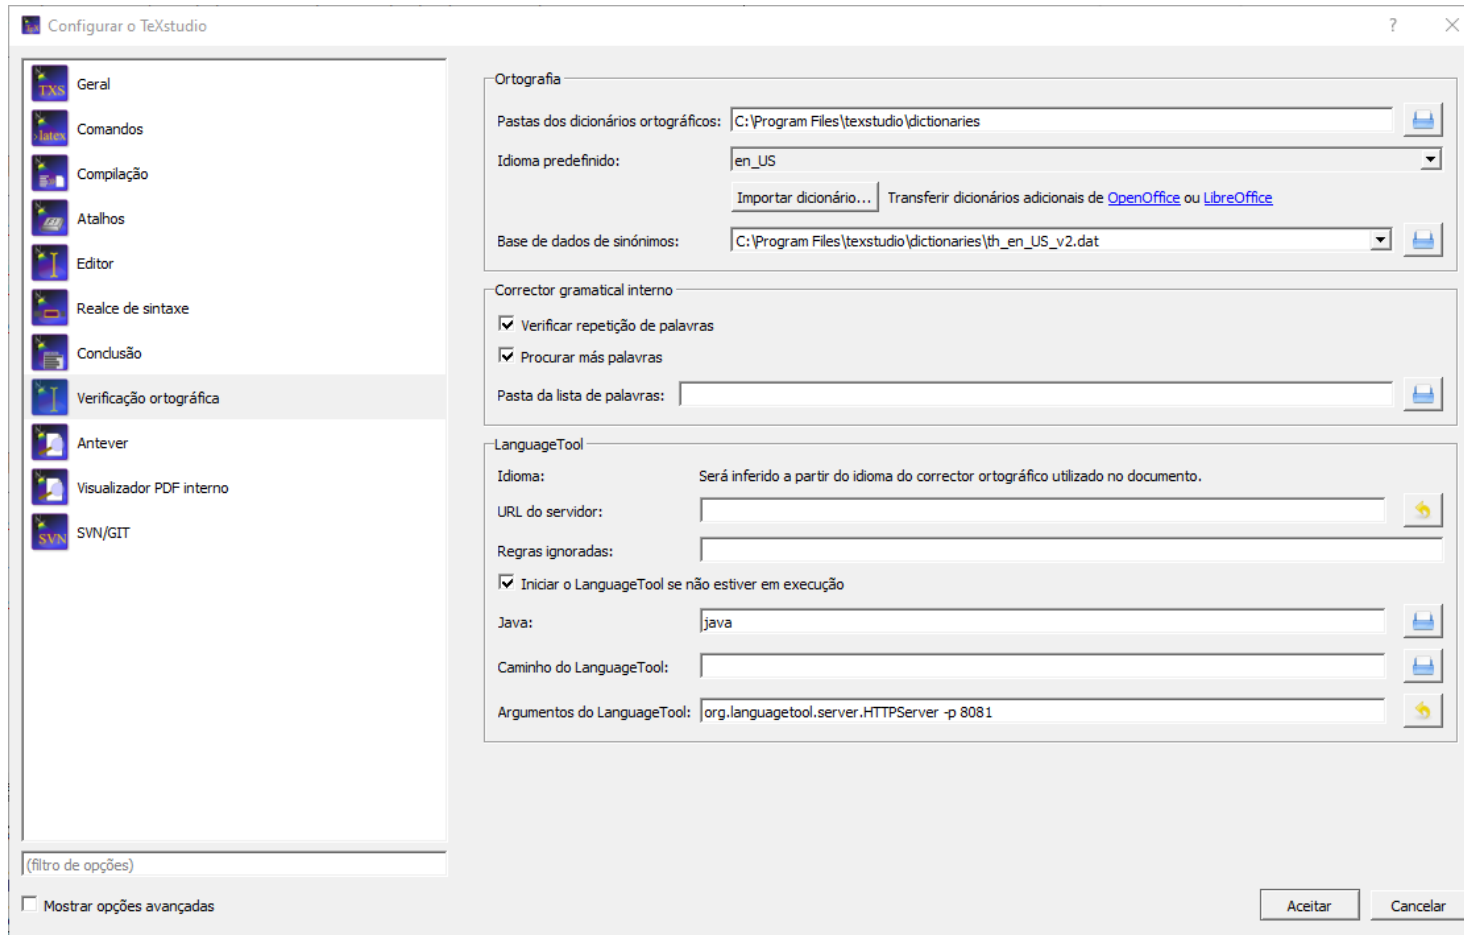 Configurar o TeXstudio
Geral
Comandos
Compilação
Atalhos
Editor
Realce de sintaxe
Conclusão
Verificação ortográfica
Antever
Visualizador PDF interno
SVN/GIT
(filtro de opções)
Mostrar opções avançadas
Ortografia
Pastas dos dicionários ortográficos: C:\Program Files\texstudio\dictionaries
Idioma predefinido: en_US
Importar dicionário... Transferir dicionários adicionais de OpenOffice ou LibreOffice
Base de dados de sinónimos: C:\Program Files\texstudio\dictionaries\th_en_US_v2.dat
Corrector gramatical interno
Verificar repetição de palavras
Procurar más palavras
Pasta da lista de palavras:
LanguageTool
Idioma: Será inferido a partir do idioma do corrector ortográfico utilizado no documento.
URL do servidor:
Regras ignoradas:
Iniciar o LanguageTool se não estiver em execução
Java: java
Caminho do LanguageTool:
Argumentos do LanguageTool: org.languagetool.server.HTTPServer -p 8081
Aceitar Cancelar